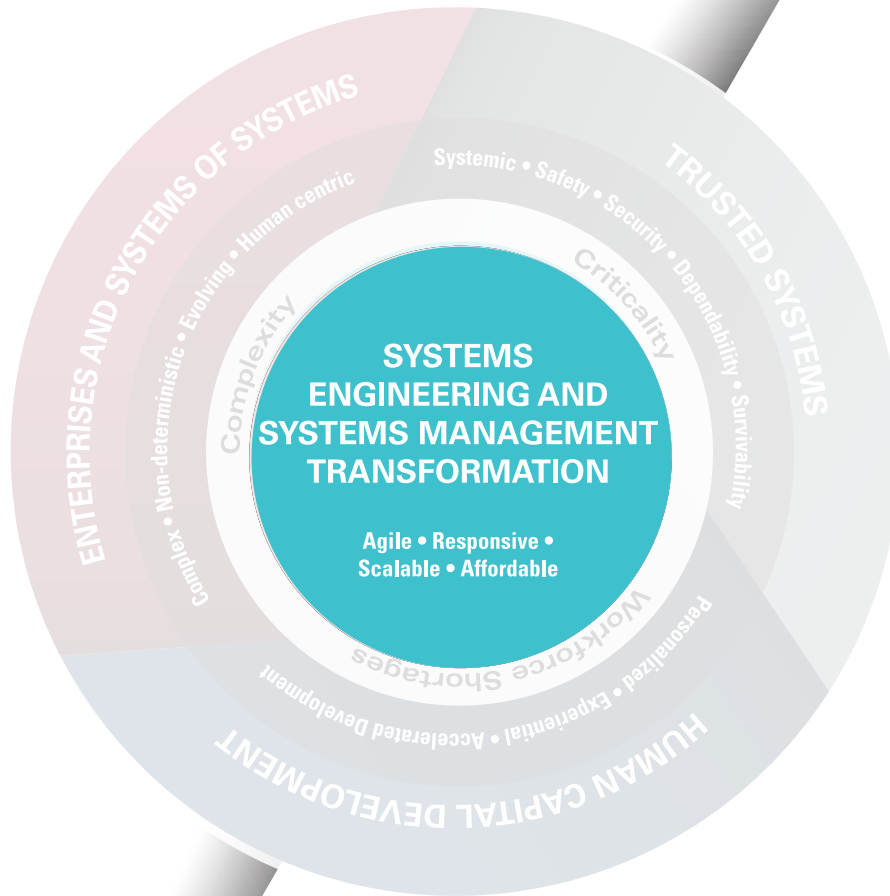 ENTERPRISES AND SYSTEMS OF SYSTEMS
Complex • Non-deterministic • Evolving • Human centric
Complexity
TRUSTED SYSTEMS
Systemic • Safety • Security • Dependability • Survivability
Criticality
SYSTEMS
ENGINEERING AND
SYSTEMS MANAGEMENT
TRANSFORMATION
Agile • Responsive •
Scalable • Affordable
Workforce Shortages
Personalized • Experiential • Accelerated Development
HUMAN CAPITAL DEVELOPMENT